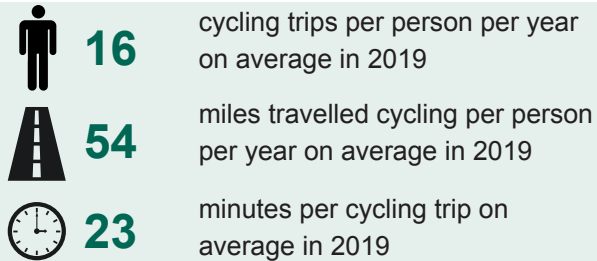 16
cycling trips per person per year
on average in 2019
54
miles travelled cycling per person
per year on average in 2019
23
minutes per cycling trip on
average in 2019